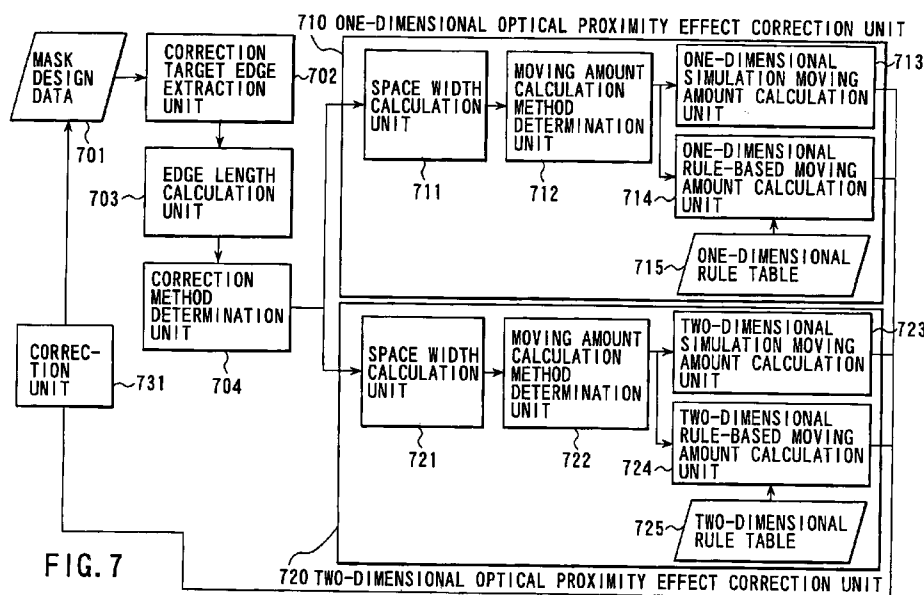 710 ONE-DIMENSIONAL OPTICAL PROXIMITY EFFECT CORRECTION UNIT
MASK
DESIGN
DATA
701
CORRECTION
TARGET EDGE
EXTRACTION
UNIT
702
EDGE LENGTH
CALCULATION
UNIT
703
CORRECTION
METHOD
DETERMINATION
UNIT
704
CORREC-
TION
UNIT
731
SPACE WIDTH
CALCULATION
UNIT
711
MOVING AMOUNT
CALCULATION
METHOD
DETERMINATION
UNIT
712
ONE-DIMENSIONAL
SIMULATION MOVING
AMOUNT CALCULATION
UNIT
713
ONE-DIMENSIONAL
RULE-BASED MOVING
AMOUNT CALCULATION
UNIT
714
715
ONE-DIMENSIONAL
RULE TABLE
SPACE WIDTH
CALCULATION
UNIT
721
MOVING AMOUNT
CALCULATION
METHOD
DETERMINATION
UNIT
722
TWO-DIMENSIONAL
SIMULATION MOVING
AMOUNT CALCULATION
UNIT
723
TWO-DIMENSIONAL
RULE-BASED MOVING
AMOUNT CALCULATION
UNIT
724
725
TWO-DIMENSIONAL
RULE TABLE
FIG. 7
720 TWO-DIMENSIONAL OPTICAL PROXIMITY EFFECT CORRECTION UNIT